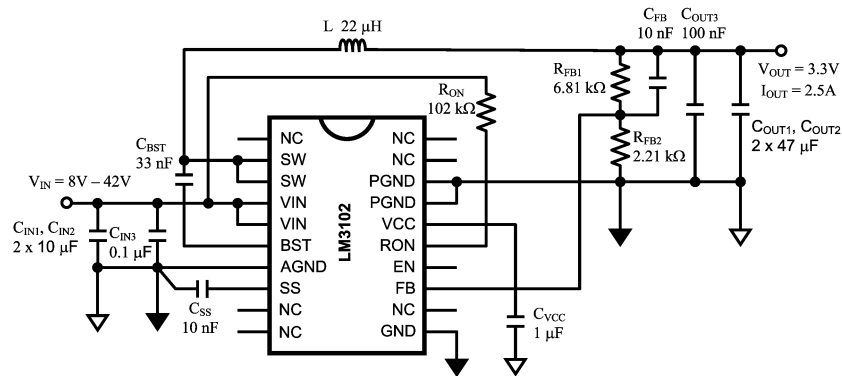 L 22 μH
C_FB
10 nF
C_OUT3
100 nF
V_OUT = 3.3V
I_OUT = 2.5A
R_FB1
6.81 kΩ
R_ON
102 kΩ
C_OUT1, C_OUT2
2 x 47 μF
R_FB2
2.21 kΩ
C_BST
33 nF
V_IN = 8V – 42V
C_IN1, C_IN2
2 x 10 μF
C_IN3
0.1 μF
C_SS
10 nF
C_VCC
1 μF
LM3102
NC
SW
SW
VIN
VIN
BST
AGND
SS
NC
NC
NC
NC
PGND
PGND
VCC
RON
EN
FB
NC
GND